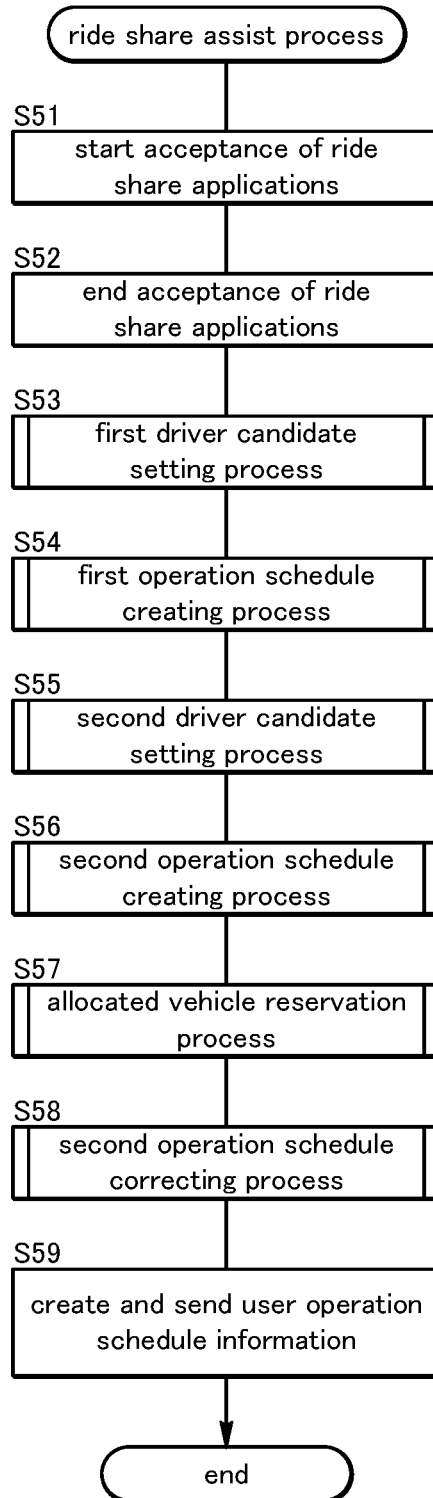 ride share assist process
S51
start acceptance of ride
share applications
S52
end acceptance of ride
share applications
S53
first driver candidate
setting process
S54
first operation schedule
creating process
S55
second driver candidate
setting process
S56
second operation schedule
creating process
S57
allocated vehicle reservation
process
S58
second operation schedule
correcting process
S59
create and send user operation
schedule information
end